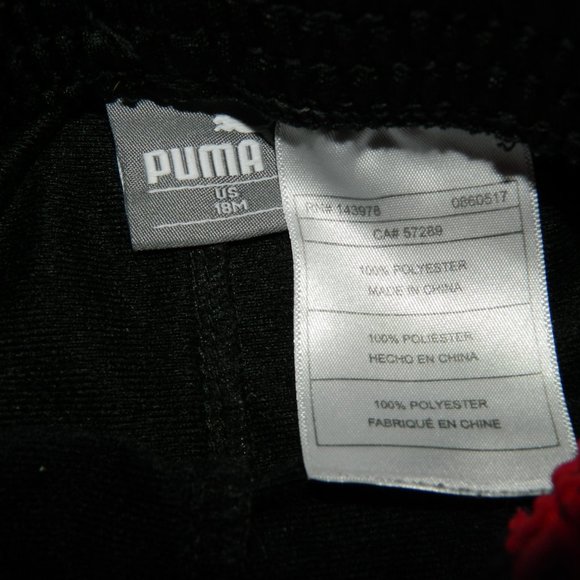 PUMA
US
18M
RN# 143978 0860517
CA# 57289
100% POLYESTER
MADE IN CHINA
100% POLIÉSTER
HECHO EN CHINA
100% POLYESTER
FABRIQUÉ EN CHINE